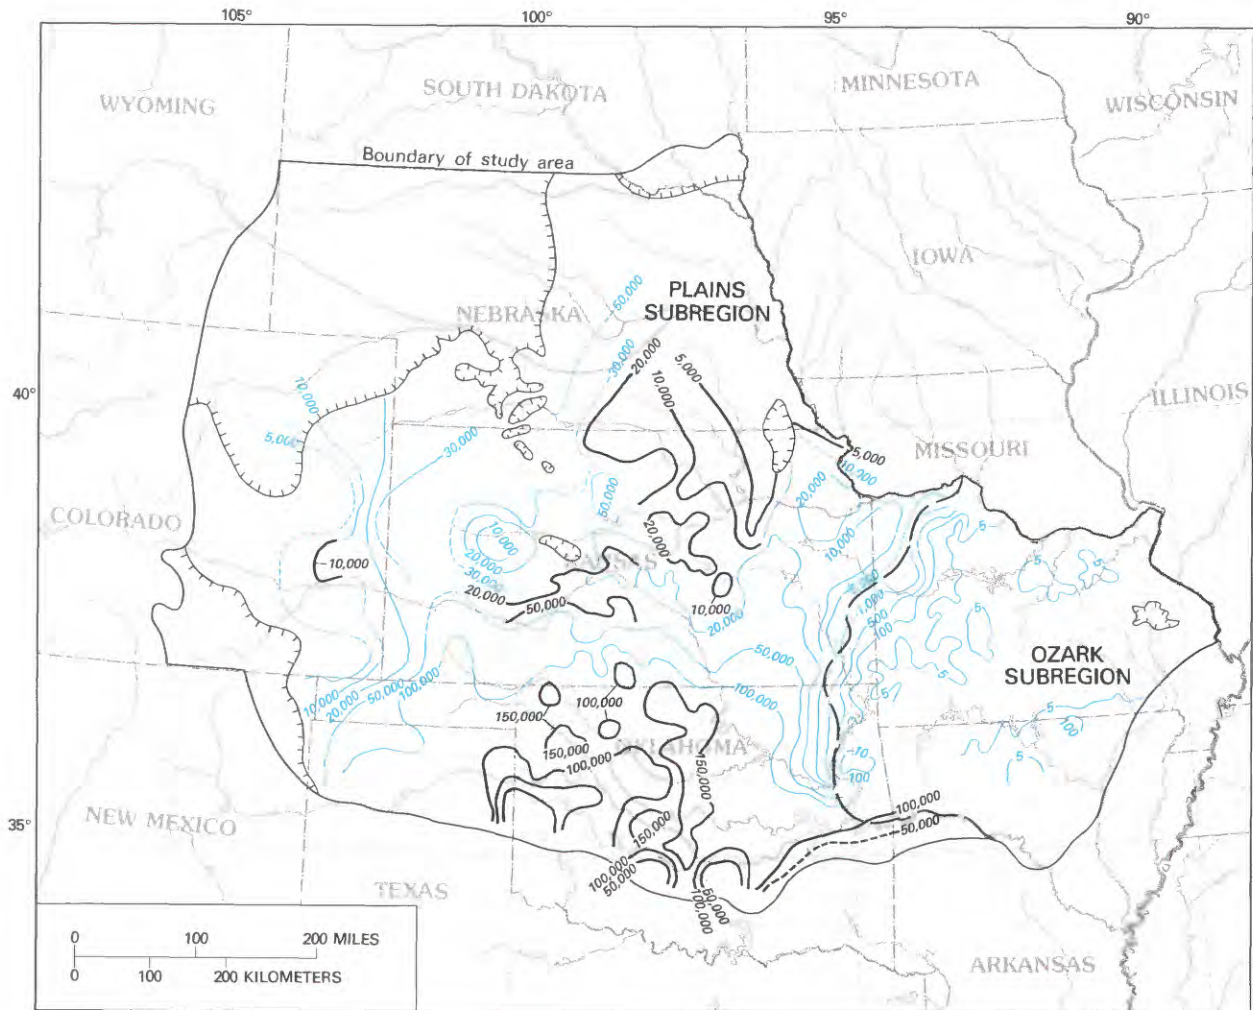 105°
100°
95°
90°
WYOMING
SOUTH DAKOTA
MINNESOTA
WISCONSIN
Boundary of study area
IOWA
NEBRASKA
PLAINS
SUBREGION
50,000
30,000
20,000
10,000
5,000
40°
10,000
5,000
30,000
ILLINOIS
MISSOURI
5,000
10,000
20,000
50,000
COLORADO
10,000
20,000
30,000
20,000
10,000
5
5
5
10,000
KANSAS
20,000
50,000
10,000
20,000
1,000
500
100
5
5
OZARK
SUBREGION
50,000
100,000
10,000
20,000
50,000
100,000
5
5
100
5
150,000
100,000
150,000
100,000
OKLAHOMA
150,000
10
100
35°
NEW MEXICO
150,000
100,000
50,000
100,000
50,000
50,000
100,000
TEXAS
ARKANSAS
0 100 200 MILES
0 100 200 KILOMETERS